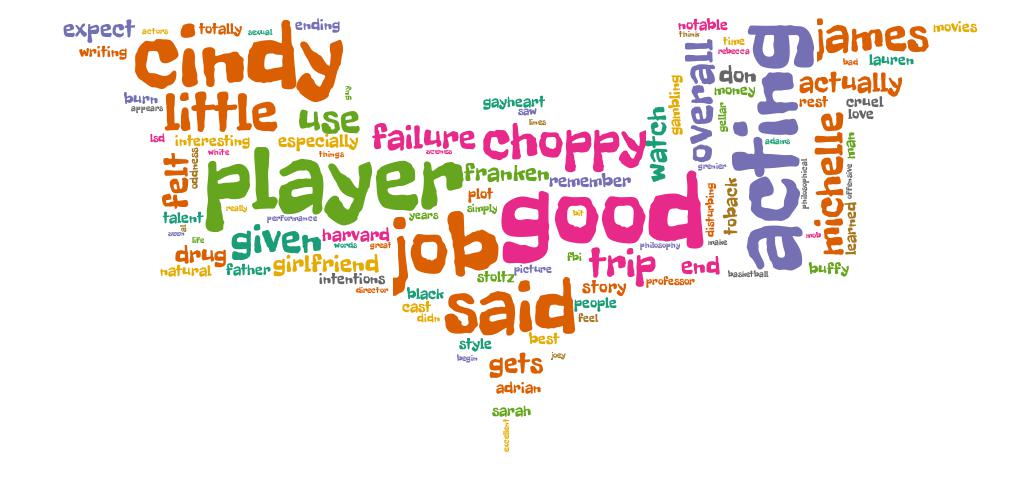 expect
actors
totally
sexual
ending
writing
cindy
notable
think
time
rebecca
overall
acting
james
movies
bad
lauren
actually
burn
appears
little
guy
use
gayheart
saw
lines
gambling
don
money
gellar
rest
cruel
love
lsd
interesting
especially
white
things
failure
scenes
choppy
watch
adams
michelle
man
felt
oddness
player
franken
remember
grenier
philosophical
offensive
plot
simply
good
bit
disturbing
toback
talent
al
seen
really
performance
years
job
philosophy
make
mob
learned
life
given
harvard
words
great
drug
natural
father
girlfriend
intentions
director
stoltz
picture
fbi
trip
end
professor
basketball
buffy
black
cast
didn
said
story
people
feel
style
best
begin
gets
joey
adrian
sarah
excellent